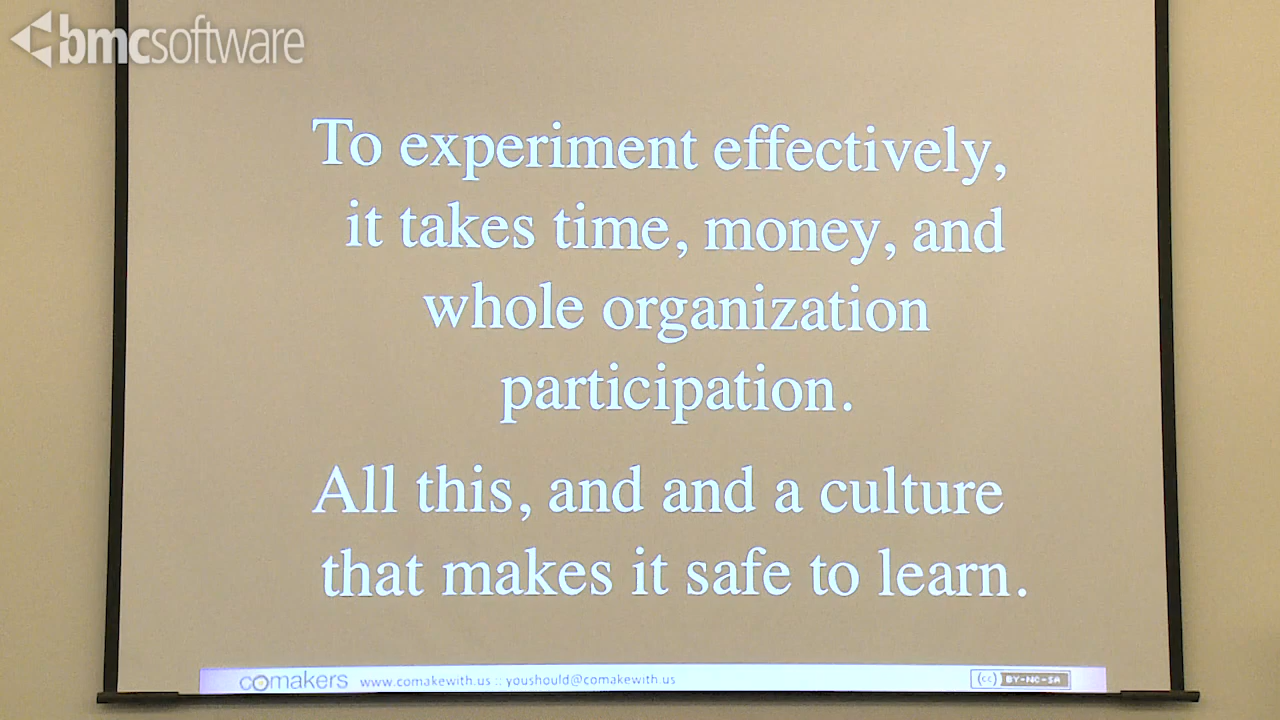 bmcsoftware
To experiment effectively,
it takes time, money, and
whole organization
participation.
All this, and and a culture
that makes it safe to learn.
comakers www.comakewith.us :: youshould@comakewith.us (cc) BY-NC-SA